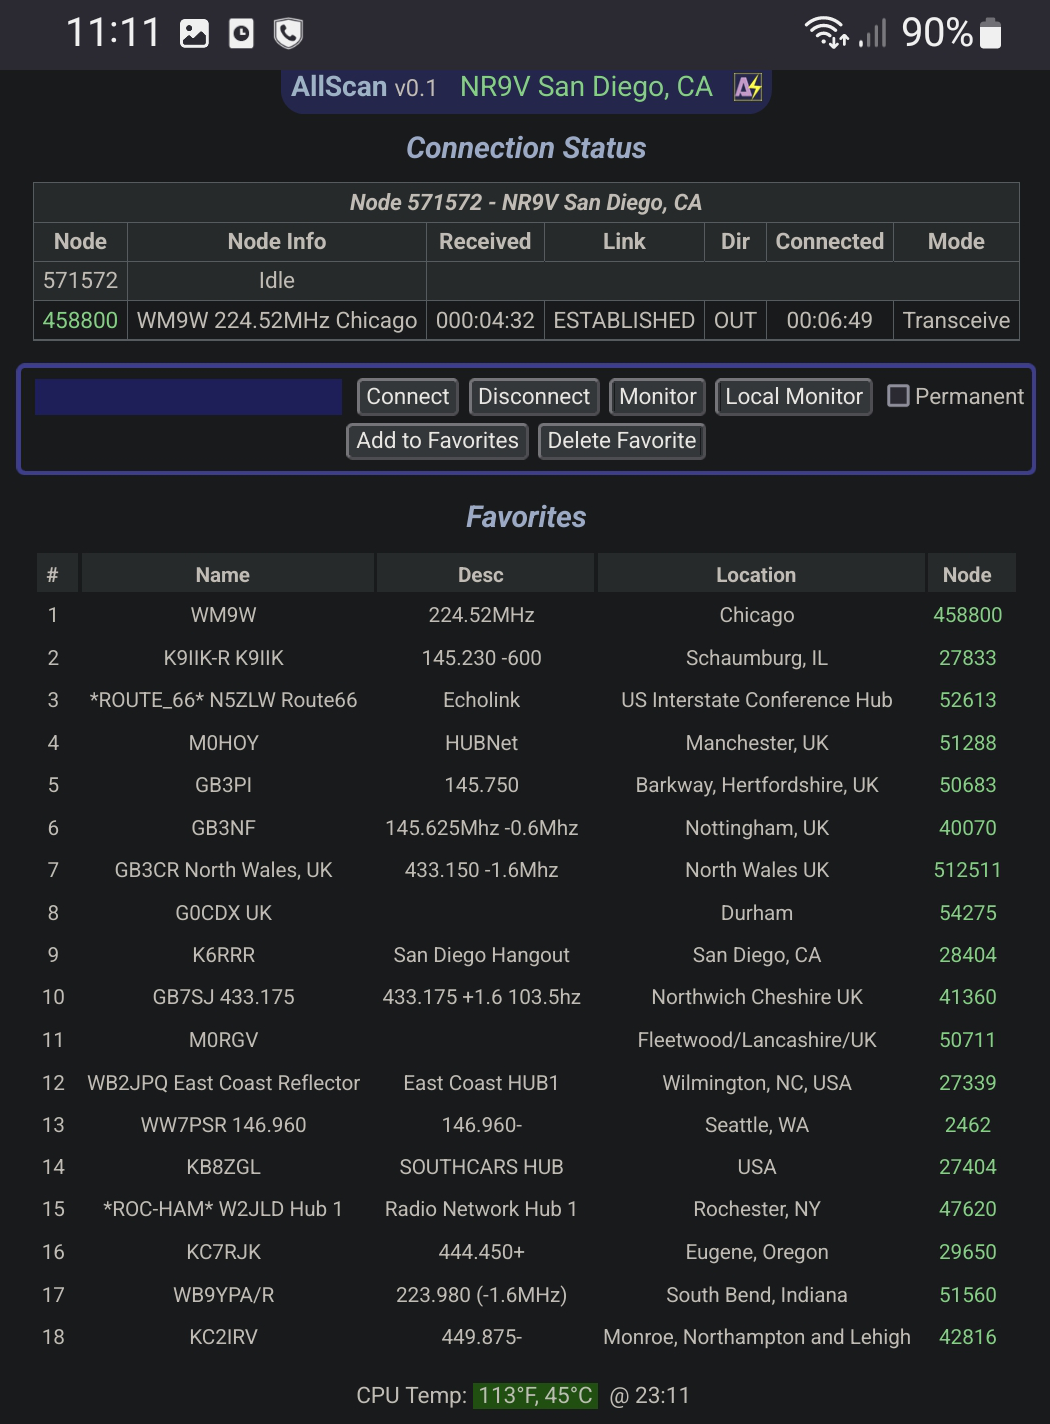 11:11 90%
AllScan v0.1 NR9V San Diego, CA
Connection Status
Node 571572 - NR9V San Diego, CA
Node Node Info Received Link Dir Connected Mode
571572 Idle
458800 WM9W 224.52MHz Chicago 000:04:32 ESTABLISHED OUT 00:06:49 Transceive
Connect Disconnect Monitor Local Monitor Permanent
Add to Favorites Delete Favorite
Favorites
# Name Desc Location Node
1 WM9W 224.52MHz Chicago 458800
2 K9IIK-R K9IIK 145.230 -600 Schaumburg, IL 27833
3 *ROUTE_66* N5ZLW Route66 Echolink US Interstate Conference Hub 52613
4 M0HOY HUBNet Manchester, UK 51288
5 GB3PI 145.750 Barkway, Hertfordshire, UK 50683
6 GB3NF 145.625Mhz -0.6Mhz Nottingham, UK 40070
7 GB3CR North Wales, UK 433.150 -1.6Mhz North Wales UK 512511
8 G0CDX UK Durham 54275
9 K6RRR San Diego Hangout San Diego, CA 28404
10 GB7SJ 433.175 433.175 +1.6 103.5hz Northwich Cheshire UK 41360
11 M0RGV Fleetwood/Lancashire/UK 50711
12 WB2JPQ East Coast Reflector East Coast HUB1 Wilmington, NC, USA 27339
13 WW7PSR 146.960 146.960- Seattle, WA 2462
14 KB8ZGL SOUTHCARS HUB USA 27404
15 *ROC-HAM* W2JLD Hub 1 Radio Network Hub 1 Rochester, NY 47620
16 KC7RJK 444.450+ Eugene, Oregon 29650
17 WB9YPA/R 223.980 (-1.6MHz) South Bend, Indiana 51560
18 KC2IRV 449.875- Monroe, Northampton and Lehigh 42816
CPU Temp: 113°F, 45°C @ 23:11